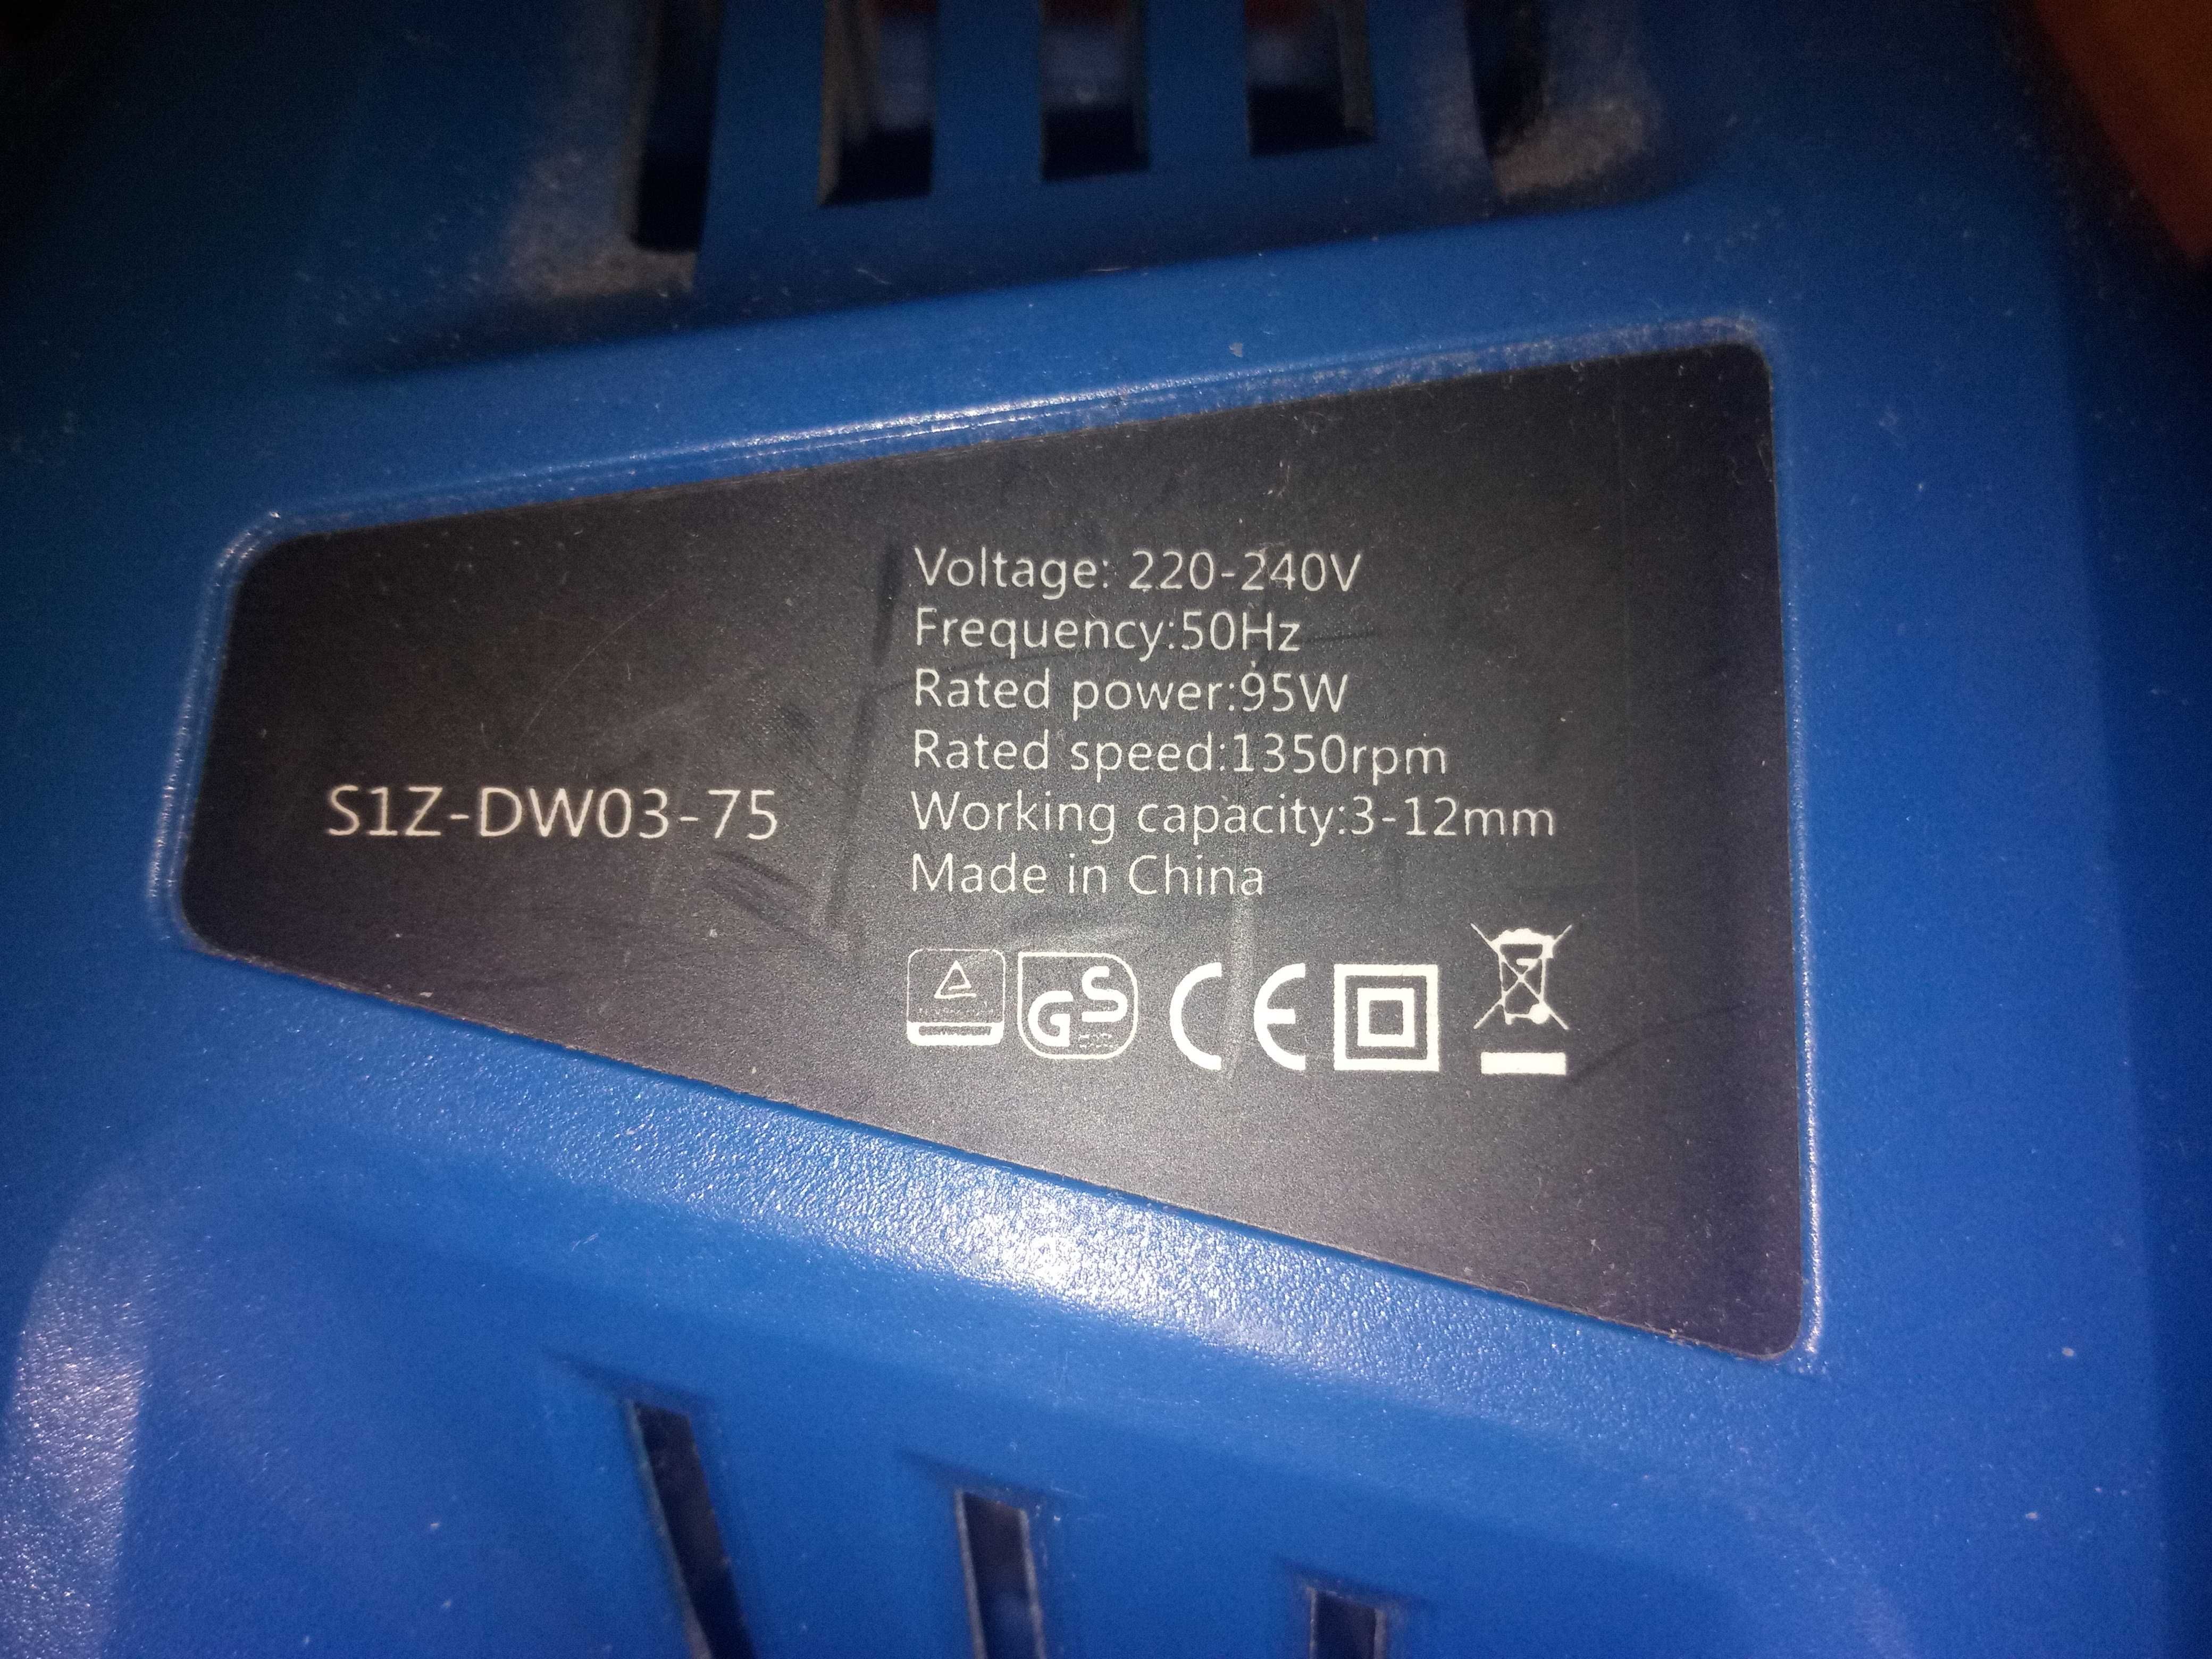 S1Z-DW03-75
Voltage: 220-240V
Frequency:50Hz
Rated power:95W
Rated speed:1350rpm
Working capacity:3-12mm
Made in China
GS
CE